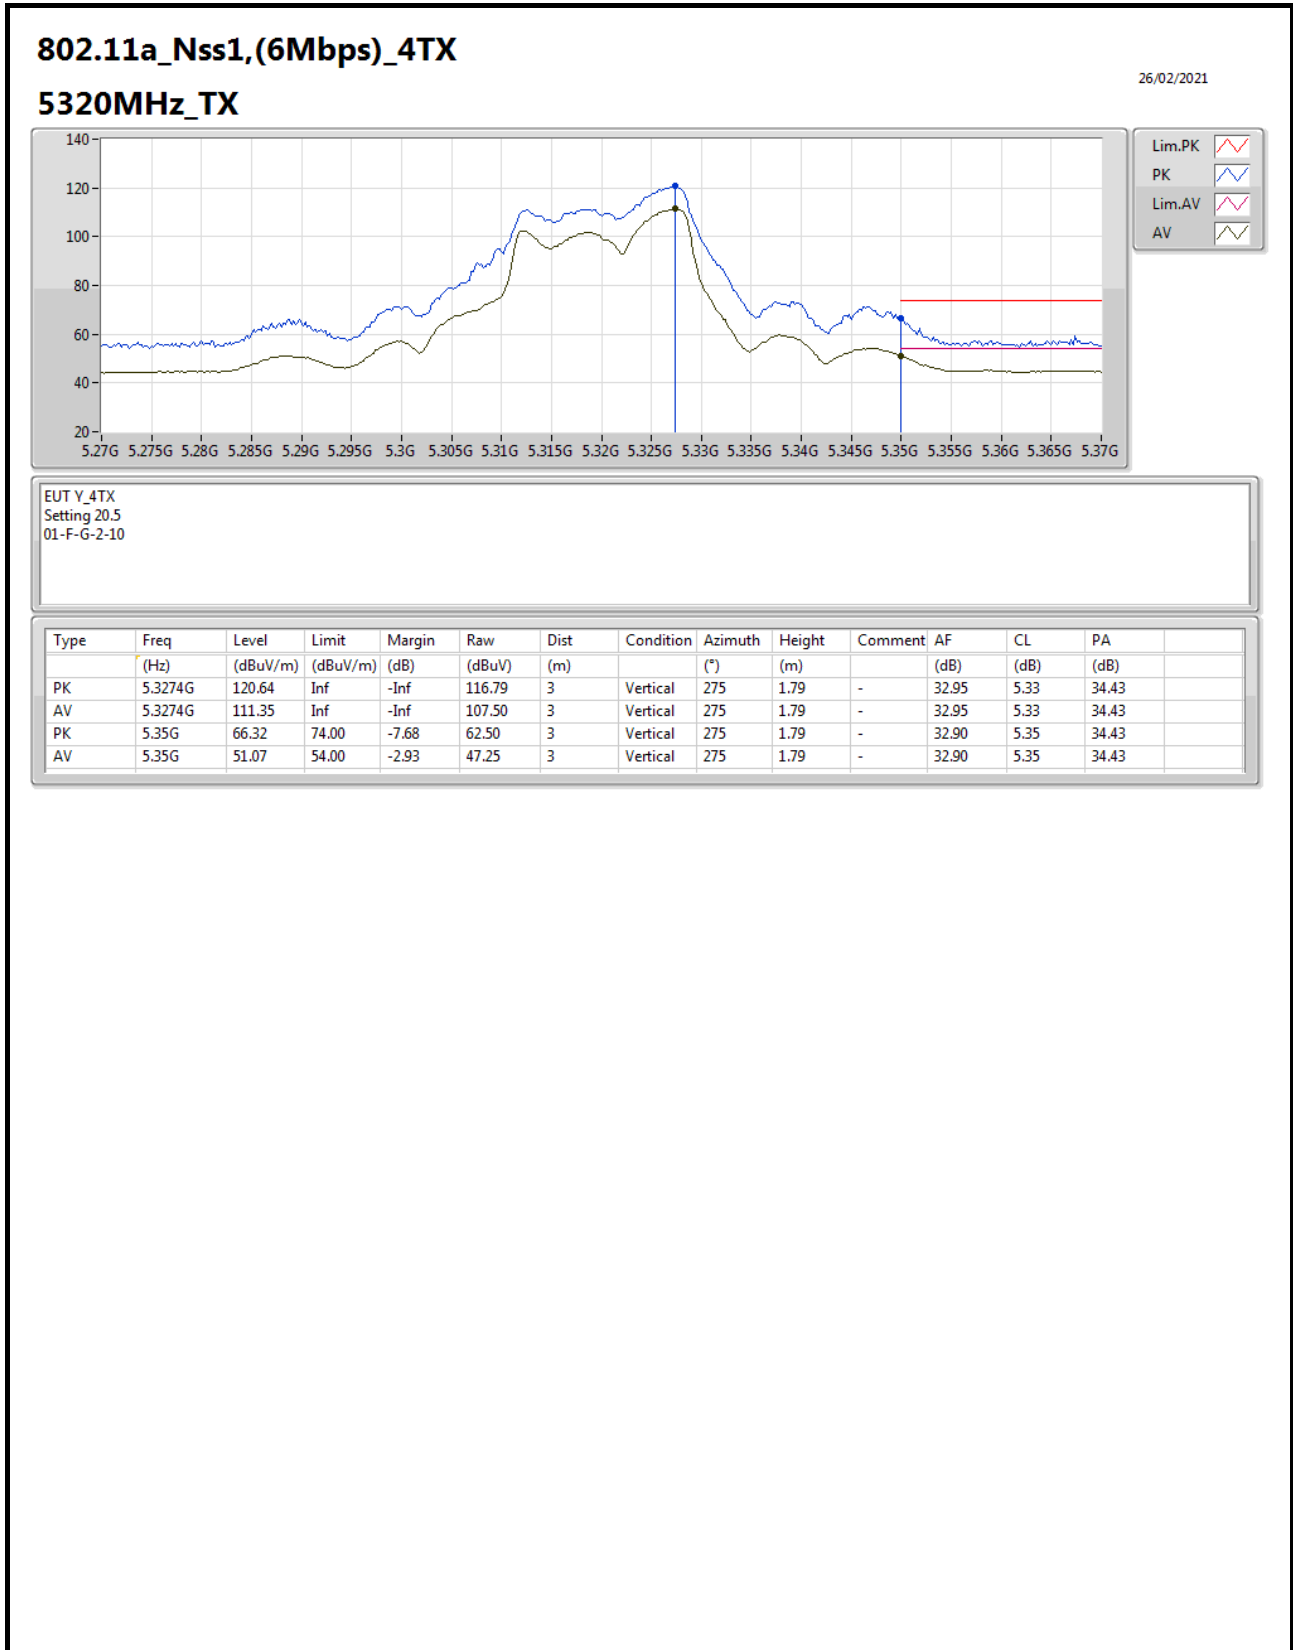 802.11a_Nss1,(6Mbps)_4TX
26/02/2021
5320MHz_TX
140
120
100
80
60
40
20
5.27G 5.275G 5.28G 5.285G 5.29G 5.295G 5.3G 5.305G 5.31G 5.315G 5.32G 5.325G 5.33G 5.335G 5.34G 5.345G 5.35G 5.355G 5.36G 5.365G 5.37G
Lim.PK
PK
Lim.AV
AV
EUT Y_4TX
Setting 20.5
01-F-G-2-10
Type Freq Level Limit Margin Raw Dist Condition Azimuth Height Comment AF CL PA
(Hz) (dBuV/m) (dBuV/m) (dB) (dBuV) (m) (°) (m) (dB) (dB) (dB)
PK 5.3274G 120.64 Inf -Inf 116.79 3 Vertical 275 1.79 - 32.95 5.33 34.43
AV 5.3274G 111.35 Inf -Inf 107.50 3 Vertical 275 1.79 - 32.95 5.33 34.43
PK 5.35G 66.32 74.00 -7.68 62.50 3 Vertical 275 1.79 - 32.90 5.35 34.43
AV 5.35G 51.07 54.00 -2.93 47.25 3 Vertical 275 1.79 - 32.90 5.35 34.43